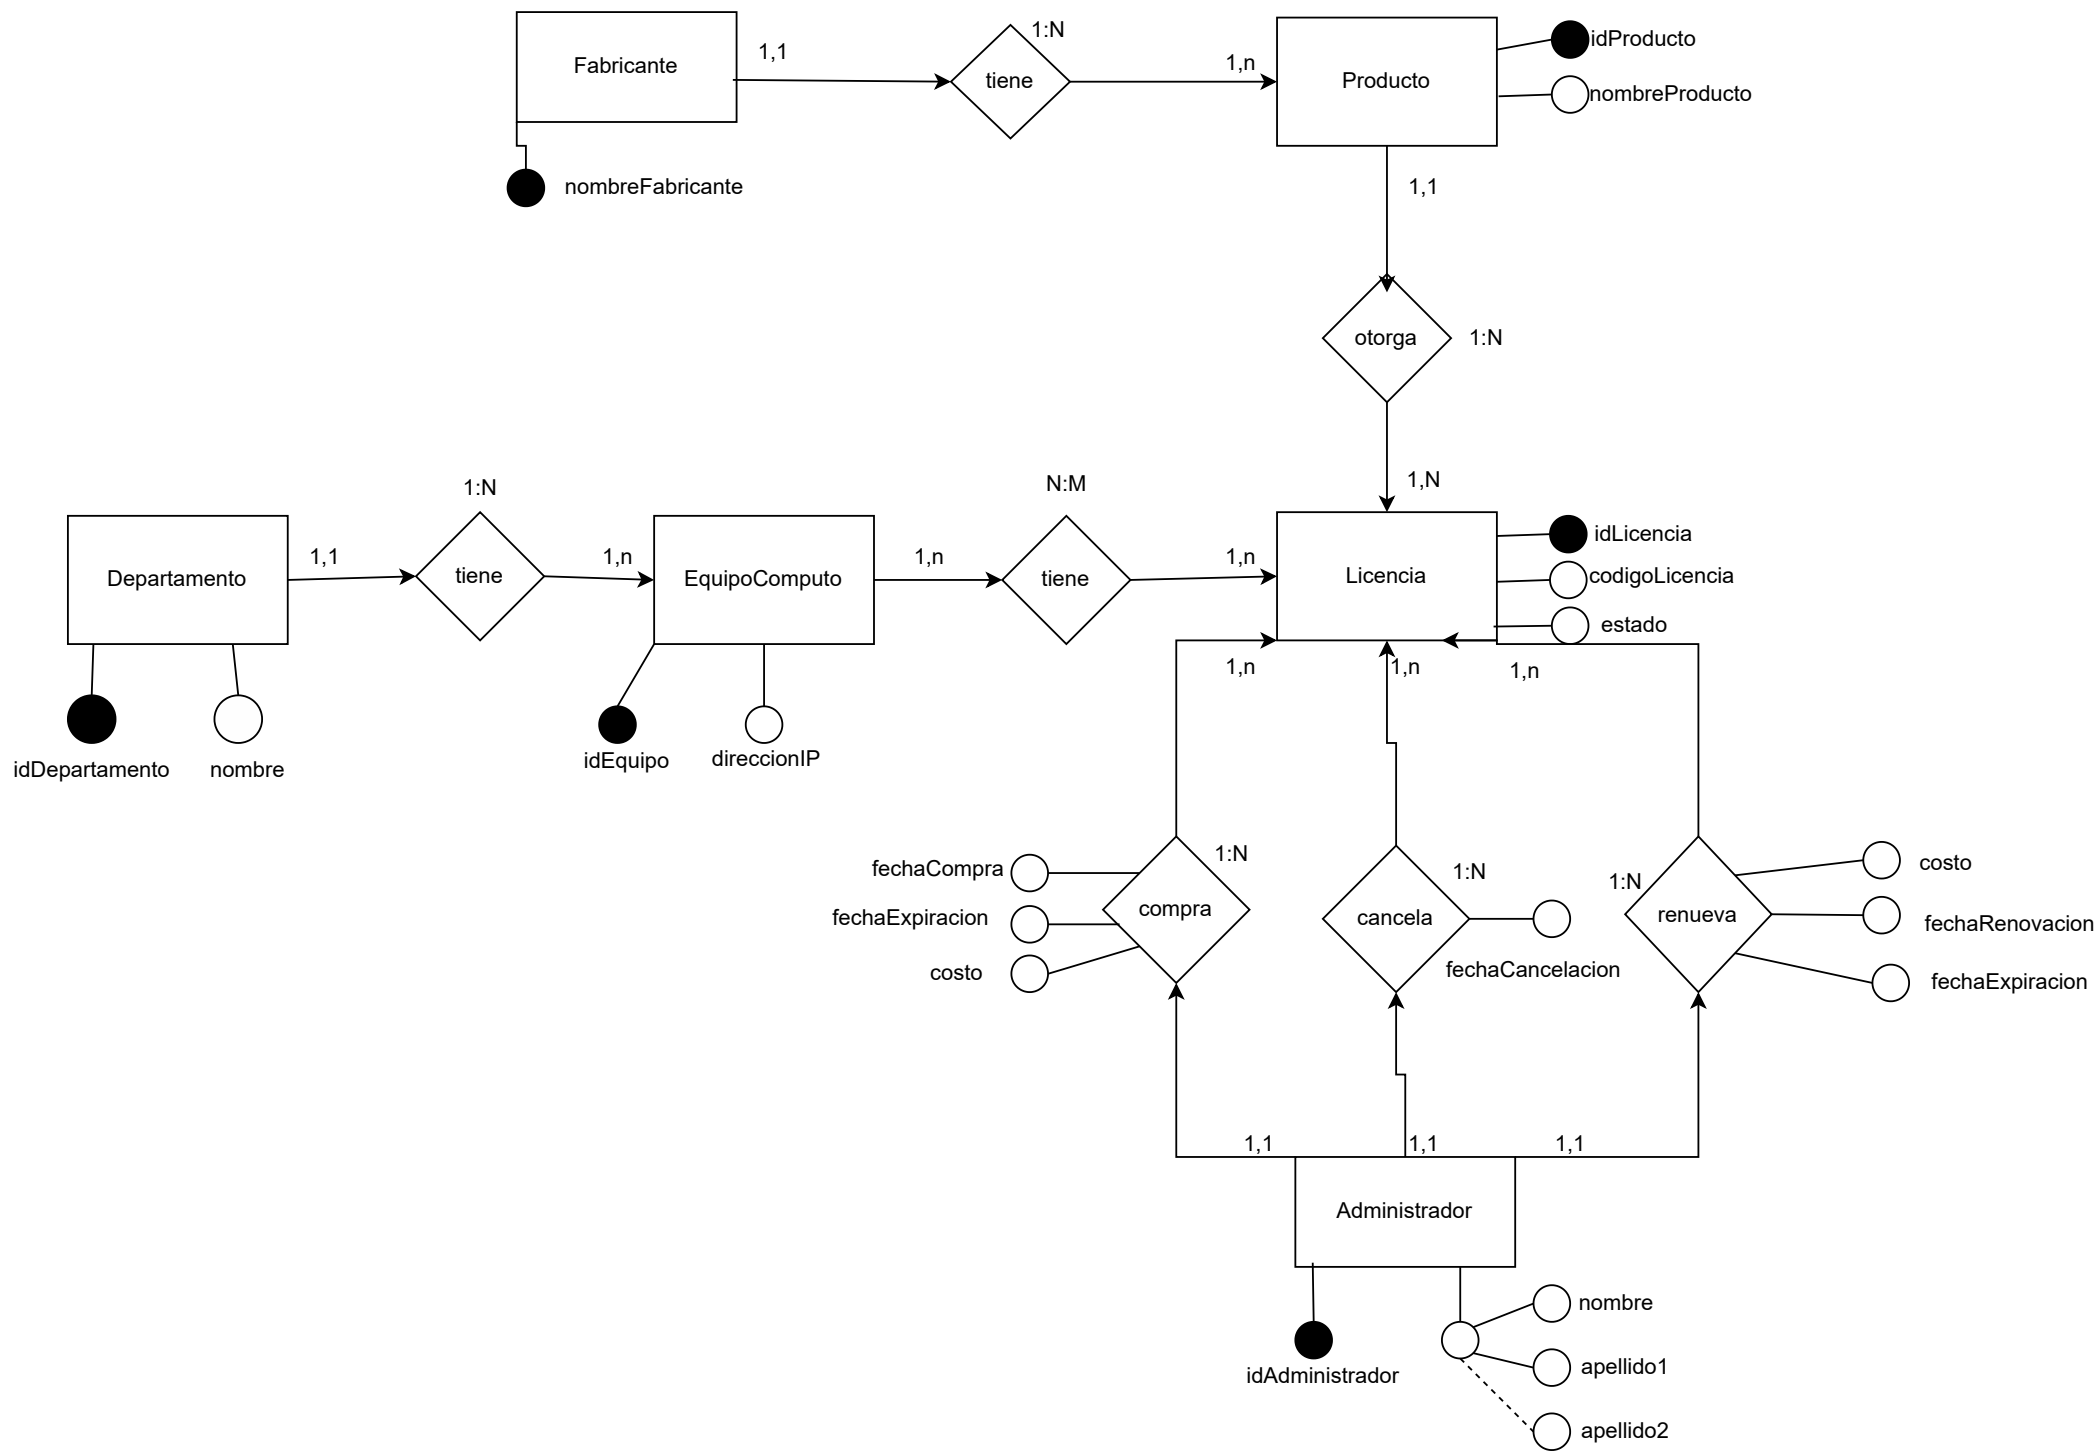 1:N
Fabricante
1,1
tiene
1,n
Producto
idProducto
nombreProducto
nombreFabricante
1,1
otorga
1:N
1,N
1:N
N:M
Departamento
1,1
tiene
1,n
EquipoComputo
1,n
tiene
1,n
Licencia
idLicencia
codigoLicencia
estado
1,n
1,n
1,n
idDepartamento
nombre
idEquipo
direccionIP
fechaCompra
fechaExpiracion
costo
compra
1:N
cancela
1:N
fechaCancelacion
1:N
renueva
costo
fechaRenovacion
fechaExpiracion
1,1
1,1
1,1
Administrador
idAdministrador
nombre
apellido1
apellido2